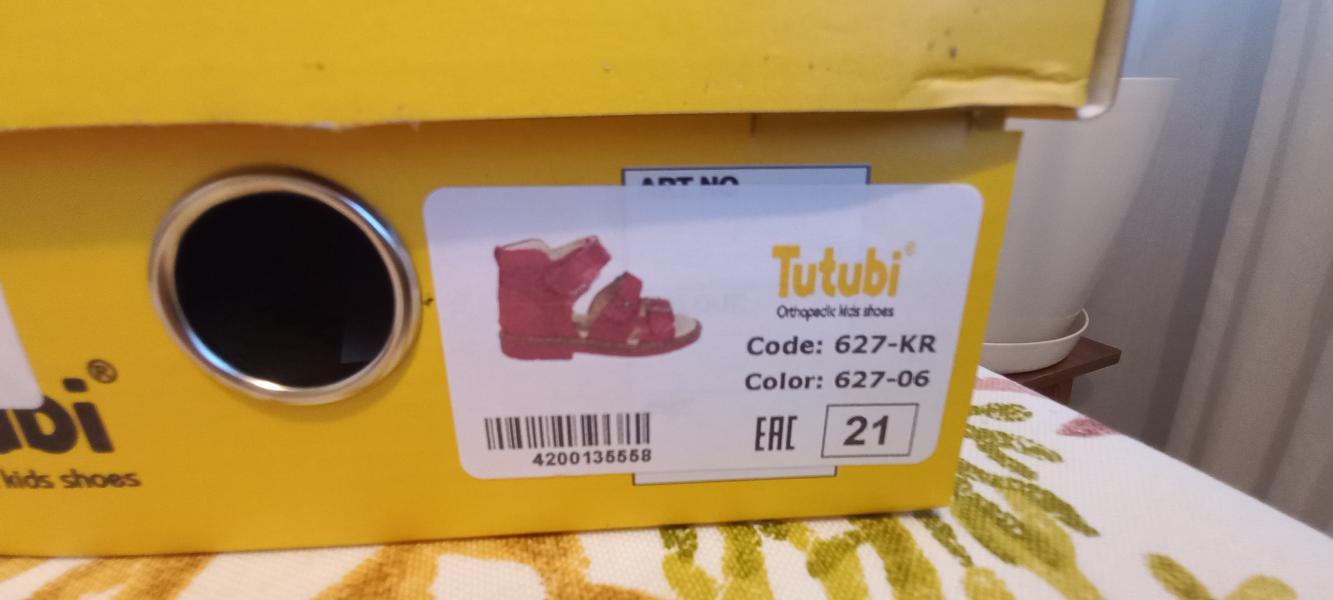 ART NO
Tutubi®
Orthopedic kids shoes
Code: 627-KR
Color: 627-06
4200135558
EAC
21
ubi®
kids shoes